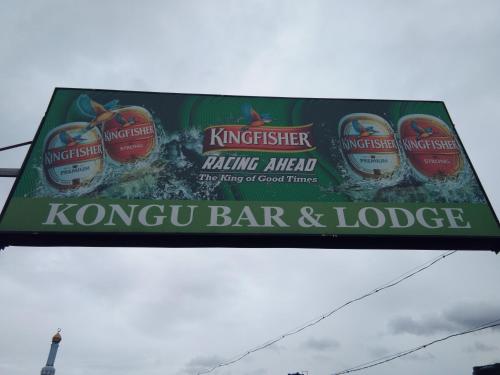 KINGFISHER
PREMIUM
KINGFISHER
STRONG
KINGFISHER
RACING AHEAD
The King of Good Times
KINGFISHER
PREMIUM
KINGFISHER
STRONG
KONGU BAR & LODGE